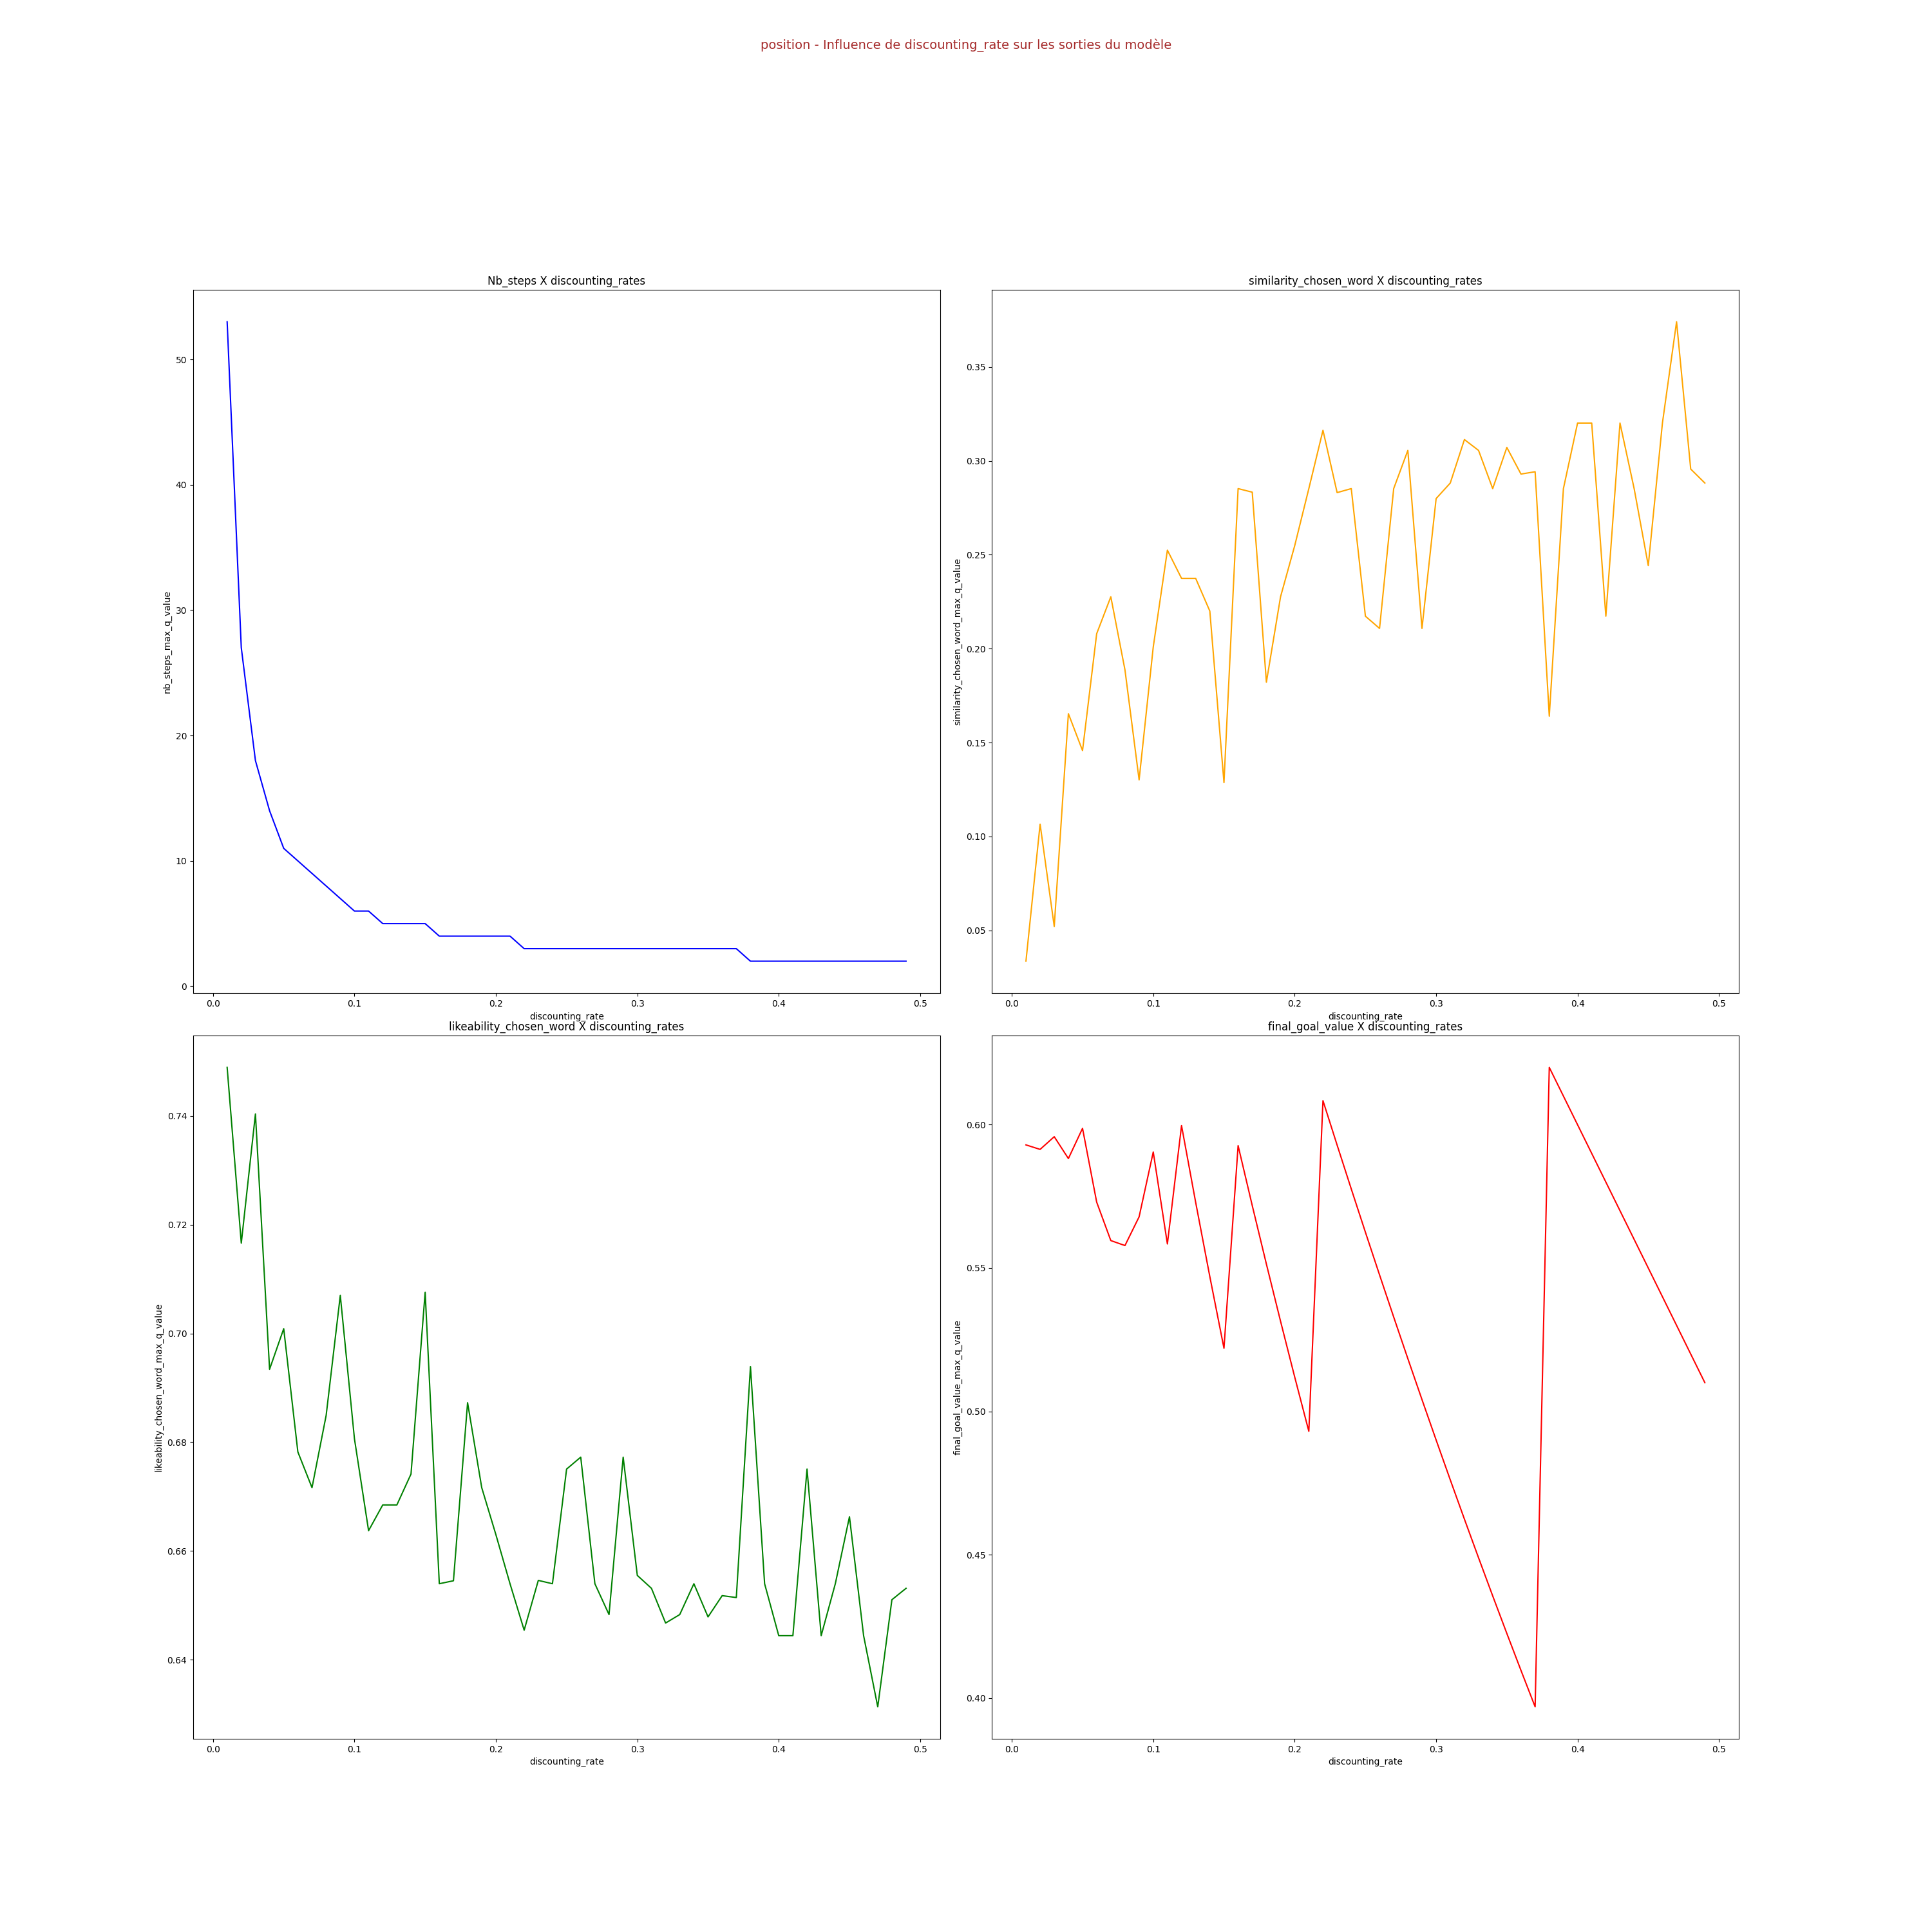 position - Influence de discounting_rate sur les sorties du modèle
Nb_steps X discounting_rates
nb_steps_max_q_value
50
40
30
20
10
0
0.0 0.1 0.2 0.3 0.4 0.5
discounting_rate
similarity_chosen_word X discounting_rates
similarity_chosen_word_max_q_value
0.35
0.30
0.25
0.20
0.15
0.10
0.05
0.0 0.1 0.2 0.3 0.4 0.5
discounting_rate
likeability_chosen_word X discounting_rates
likeability_chosen_word_max_q_value
0.74
0.72
0.70
0.68
0.66
0.64
0.0 0.1 0.2 0.3 0.4 0.5
discounting_rate
final_goal_value X discounting_rates
final_goal_value_max_q_value
0.60
0.55
0.50
0.45
0.40
0.0 0.1 0.2 0.3 0.4 0.5
discounting_rate